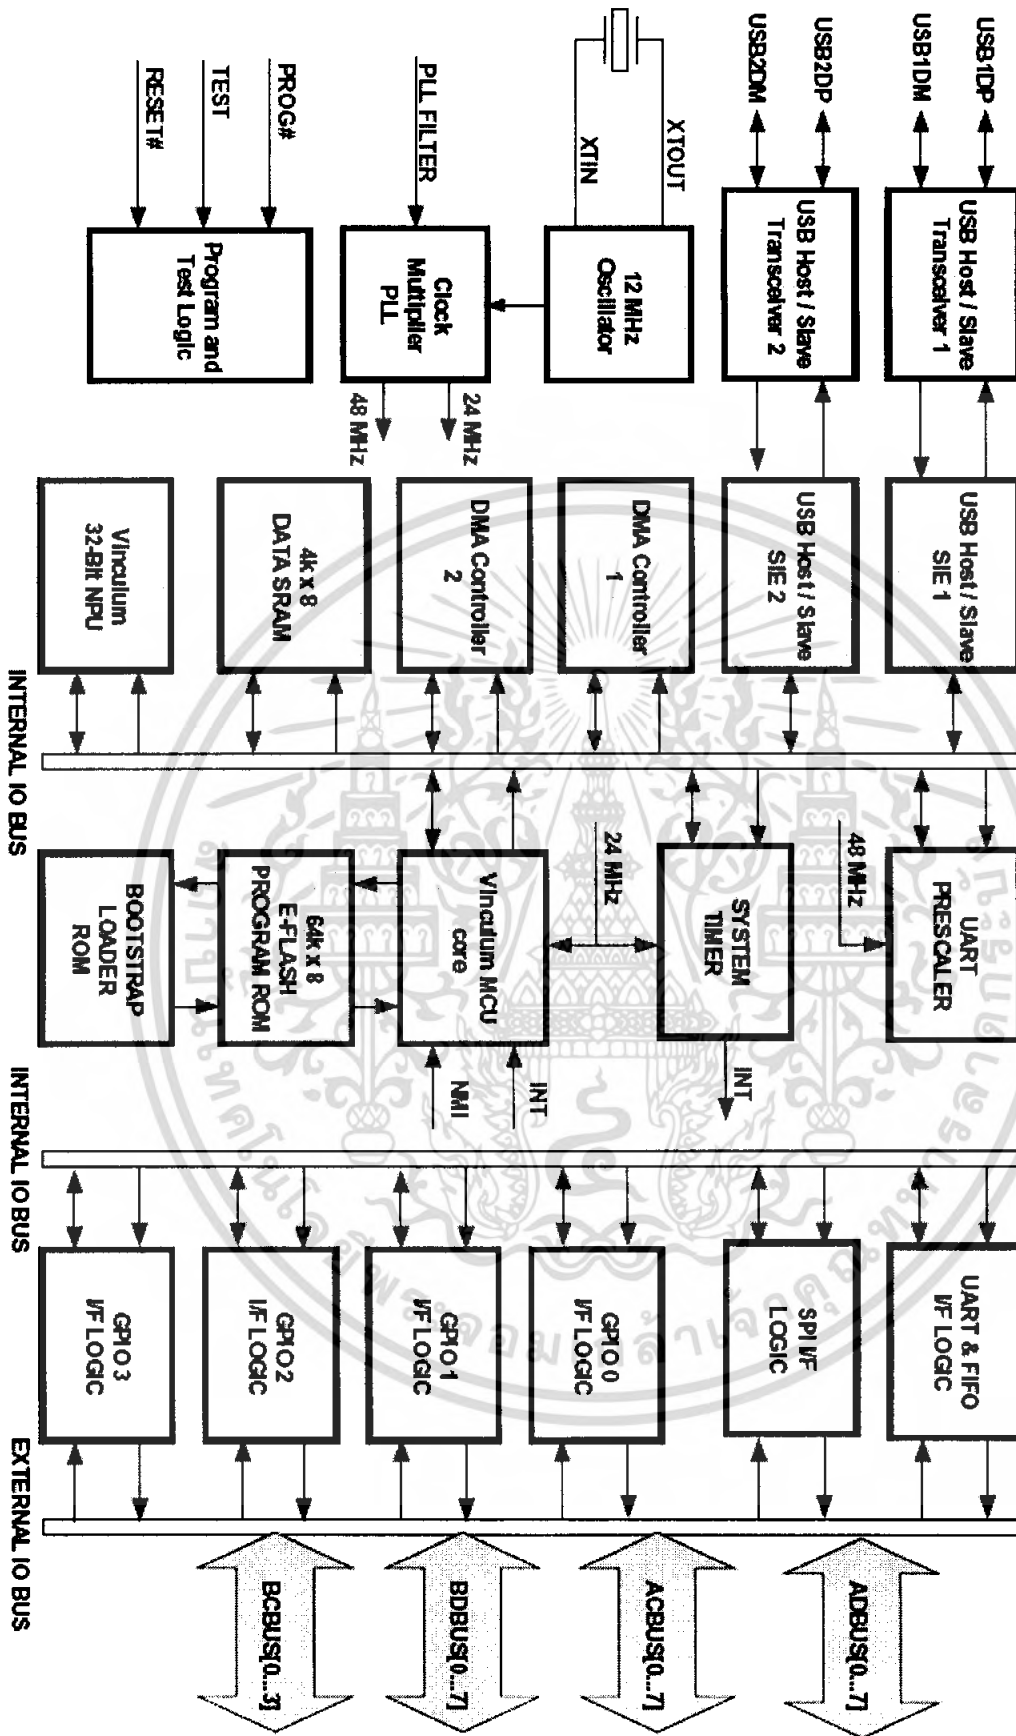 USB1DP
USB1DM
USB2DP
USB2DM
XTOUT
XTIN
PLL FILTER
PROG#
TEST
RESET#
USB Host / Slave
Transceiver 1
USB Host / Slave
Transceiver 2
12 MHz
Oscillator
Clock
Multiplier
PLL
24 MHz
48 MHz
Program and
Test Logic
USB Host / Slave
SIE 1
USB Host / Slave
SIE 2
DMA Controller
1
DMA Controller
2
4k x 8
DATA SRAM
Vinculum
32-Bit NPU
INTERNAL IO BUS
UART
PRESCALER
48 MHz
SYSTEM
TIMER
INT
24 MHz
Vinculum MCU
core
INT
NMI
64k x 8
E-FLASH
PROGRAM ROM
BOOTSTRAP
LOADER
ROM
INTERNAL IO BUS
UART & FIFO
I/F LOGIC
SPI I/F
LOGIC
GPIO 0
I/F LOGIC
GPIO 1
I/F LOGIC
GPIO 2
I/F LOGIC
GPIO 3
I/F LOGIC
EXTERNAL IO BUS
ADBUS[0...7]
ACBUS[0...7]
BDBUS[0...7]
BCBUS[0...3]